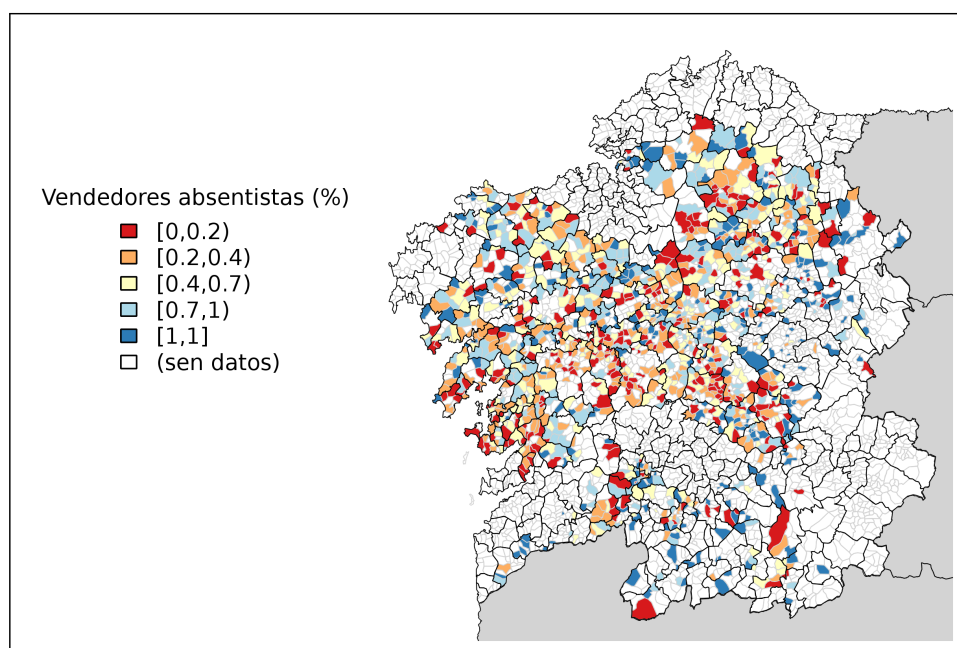 Vendedores absentistas (%)
[0,0.2)
[0.2,0.4)
[0.4,0.7)
[0.7,1)
[1,1]
(sen datos)